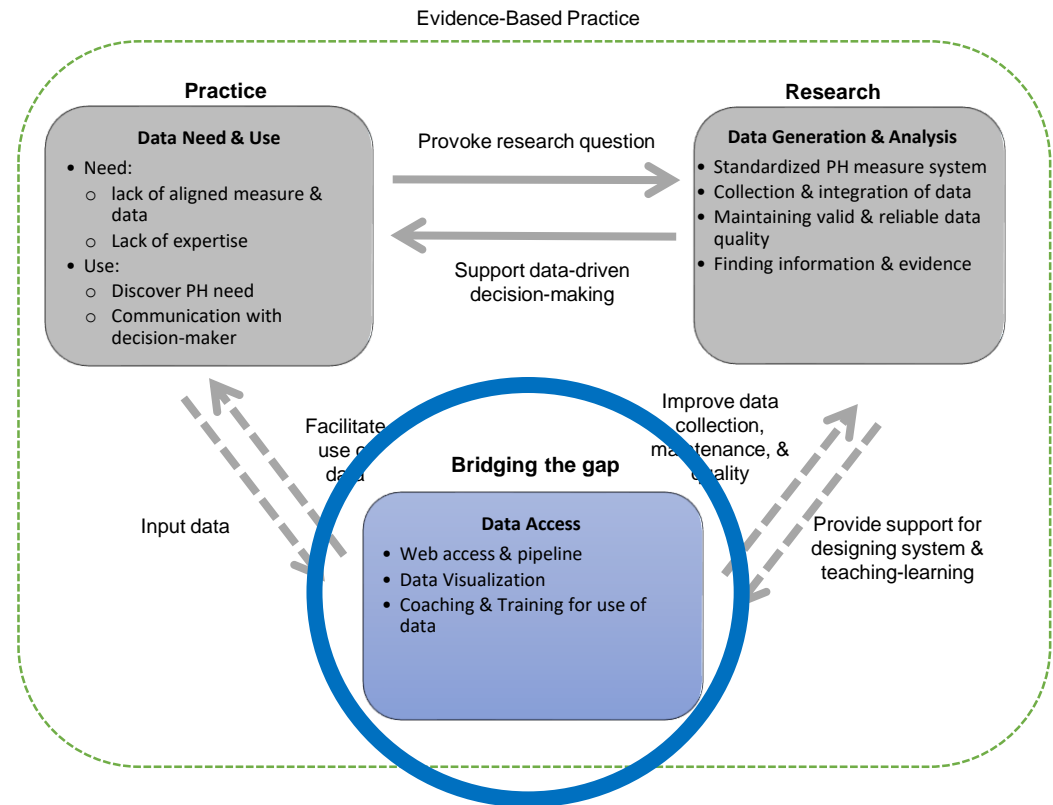 Evidence-Based Practice
Practice
Data Need & Use
• Need:
o lack of aligned measure &
data
o Lack of expertise
• Use:
o Discover PH need
o Communication with
decision-maker
Provoke research question
Support data-driven
decision-making
Research
Data Generation & Analysis
• Standardized PH measure system
• Collection & integration of data
• Maintaining valid & reliable data
quality
• Finding information & evidence
Facilitate
use of
data
Input data
Improve data
collection,
maintenance, &
quality
Provide support for
designing system &
teaching-learning
Bridging the gap
Data Access
• Web access & pipeline
• Data Visualization
• Coaching & Training for use of
data